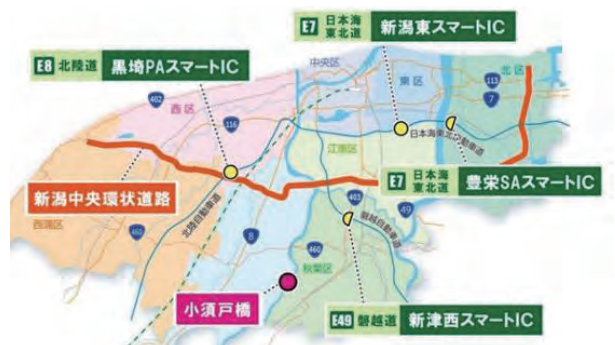 E7 日本海東北道 新潟東スマートIC
E8 北陸道 黒埼PAスマートIC
中央区
北区
東区
113
7
西区
402
116
日本海東北自動車道
江南区
新潟中央環状道路
E7 日本海東北道 豊栄SAスマートIC
403
49
西蒲区
460
北陸自動車道
8
磐越自動車道
460
秋葉区
小須戸橋
E49 磐越道 新津西スマートIC